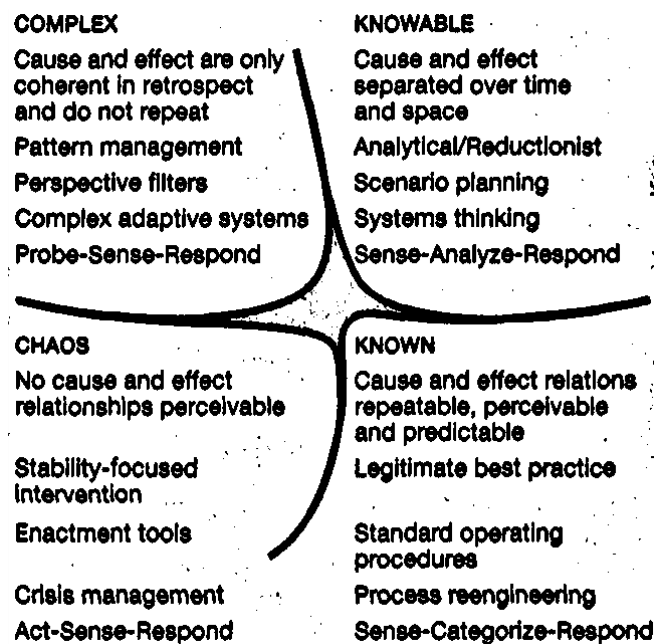 COMPLEX
Cause and effect are only
coherent in retrospect
and do not repeat
Pattern management
Perspective filters
Complex adaptive systems
Probe-Sense-Respond
KNOWABLE
Cause and effect
separated over time
and space
Analytical/Reductionist
Scenario planning
Systems thinking
Sense-Analyze-Respond
CHAOS
No cause and effect
relationships perceivable
Stability-focused
intervention
Enactment tools
Crisis management
Act-Sense-Respond
KNOWN
Cause and effect relations
repeatable, perceivable
and predictable
Legitimate best practice
Standard operating
procedures
Process reengineering
Sense-Categorize-Respond